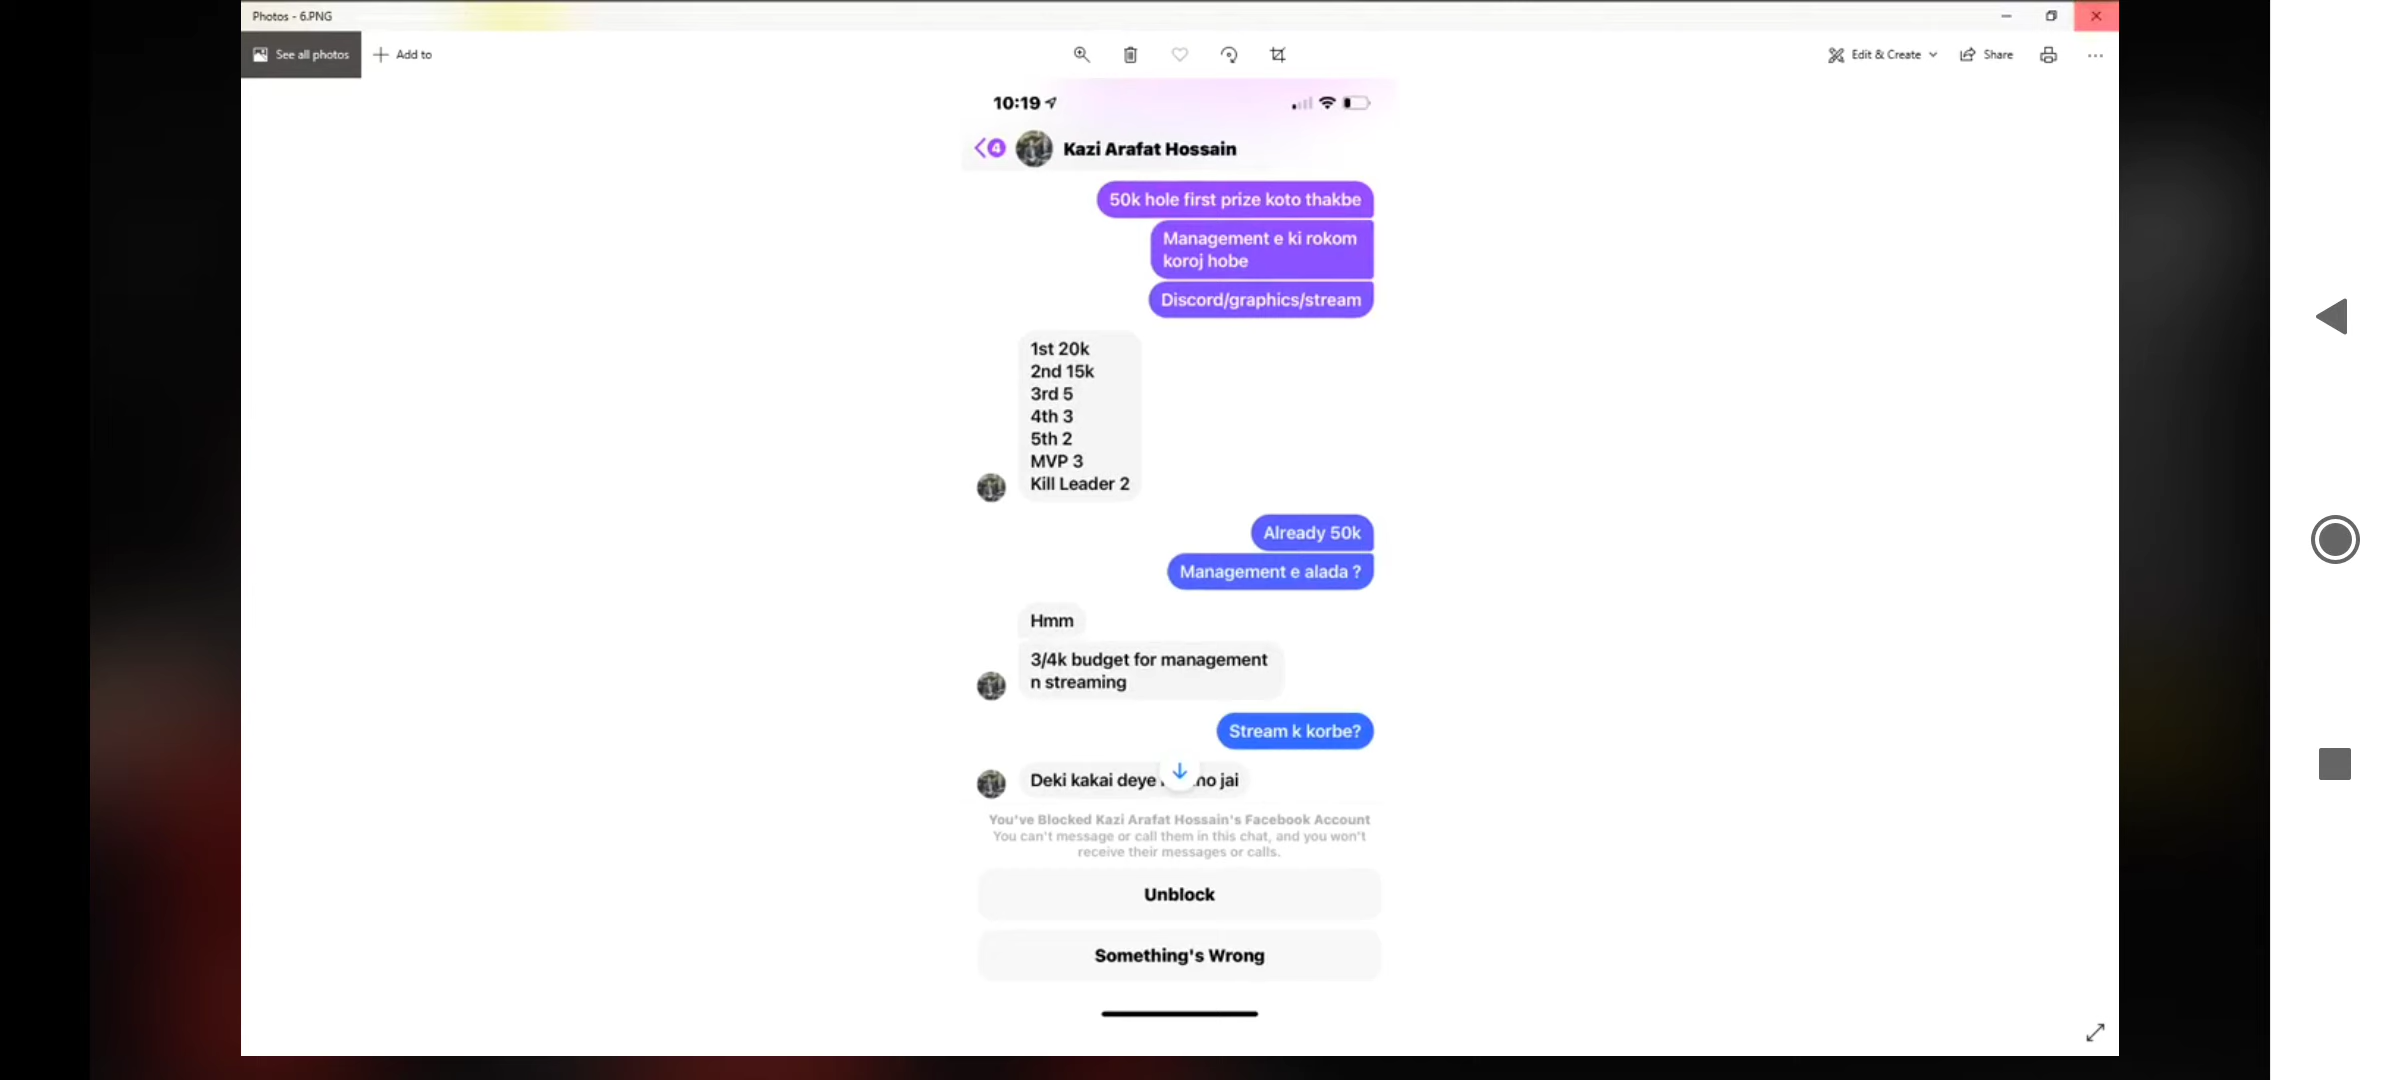 Photos - 6.PNG
See all photos
Add to
Edit & Create
Share
10:19
4
Kazi Arafat Hossain
50k hole first prize koto thakbe
Management e ki rokom
koroj hobe
Discord/graphics/stream
1st 20k
2nd 15k
3rd 5
4th 3
5th 2
MVP 3
Kill Leader 2
Already 50k
Management e alada ?
Hmm
3/4k budget for management
n streaming
Stream k korbe?
Deki kakai deye jai
You've Blocked Kazi Arafat Hossain's Facebook Account
You can't message or call them in this chat, and you won't
receive their messages or calls.
Unblock
Something's Wrong